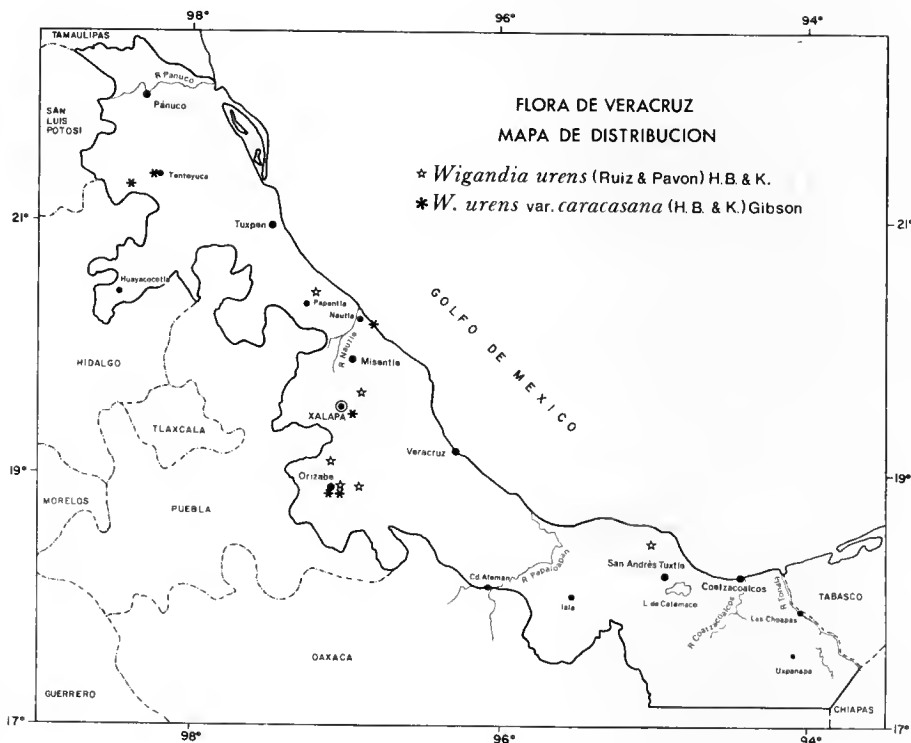 98°
96°
94°
TAMAULIPAS
R Panuco
Pánuco
SAN
LUIS
POTOSÍ
FLORA DE VERACRUZ
MAPA DE DISTRIBUCION
☆ Wigandia urens (Ruiz & Pavon) H.B. & K.
* W. urens var. caracasana (H. B. & K.) Gibson
Tantoyuca
21°
21°
Tuxpan
Huayacocotla
Papantla
Nautla
R Nautla
GOLFO DE MEXICO
HIDALGO
Misantla
XALAPA
TLAXCALA
Veracruz
19°
19°
Orizaba
MORELOS
PUEBLA
San Andrés Tuxtla
Cd. Aleman
R Papaloapan
Coatzacoalcos
L. de Catemaco
R Tonalá
TABASCO
Isla
R Coatzacoalcos
Las Choapas
OAXACA
Uxpanapa
GUERRERO
CHIAPAS
17°
17°
98°
96°
94°